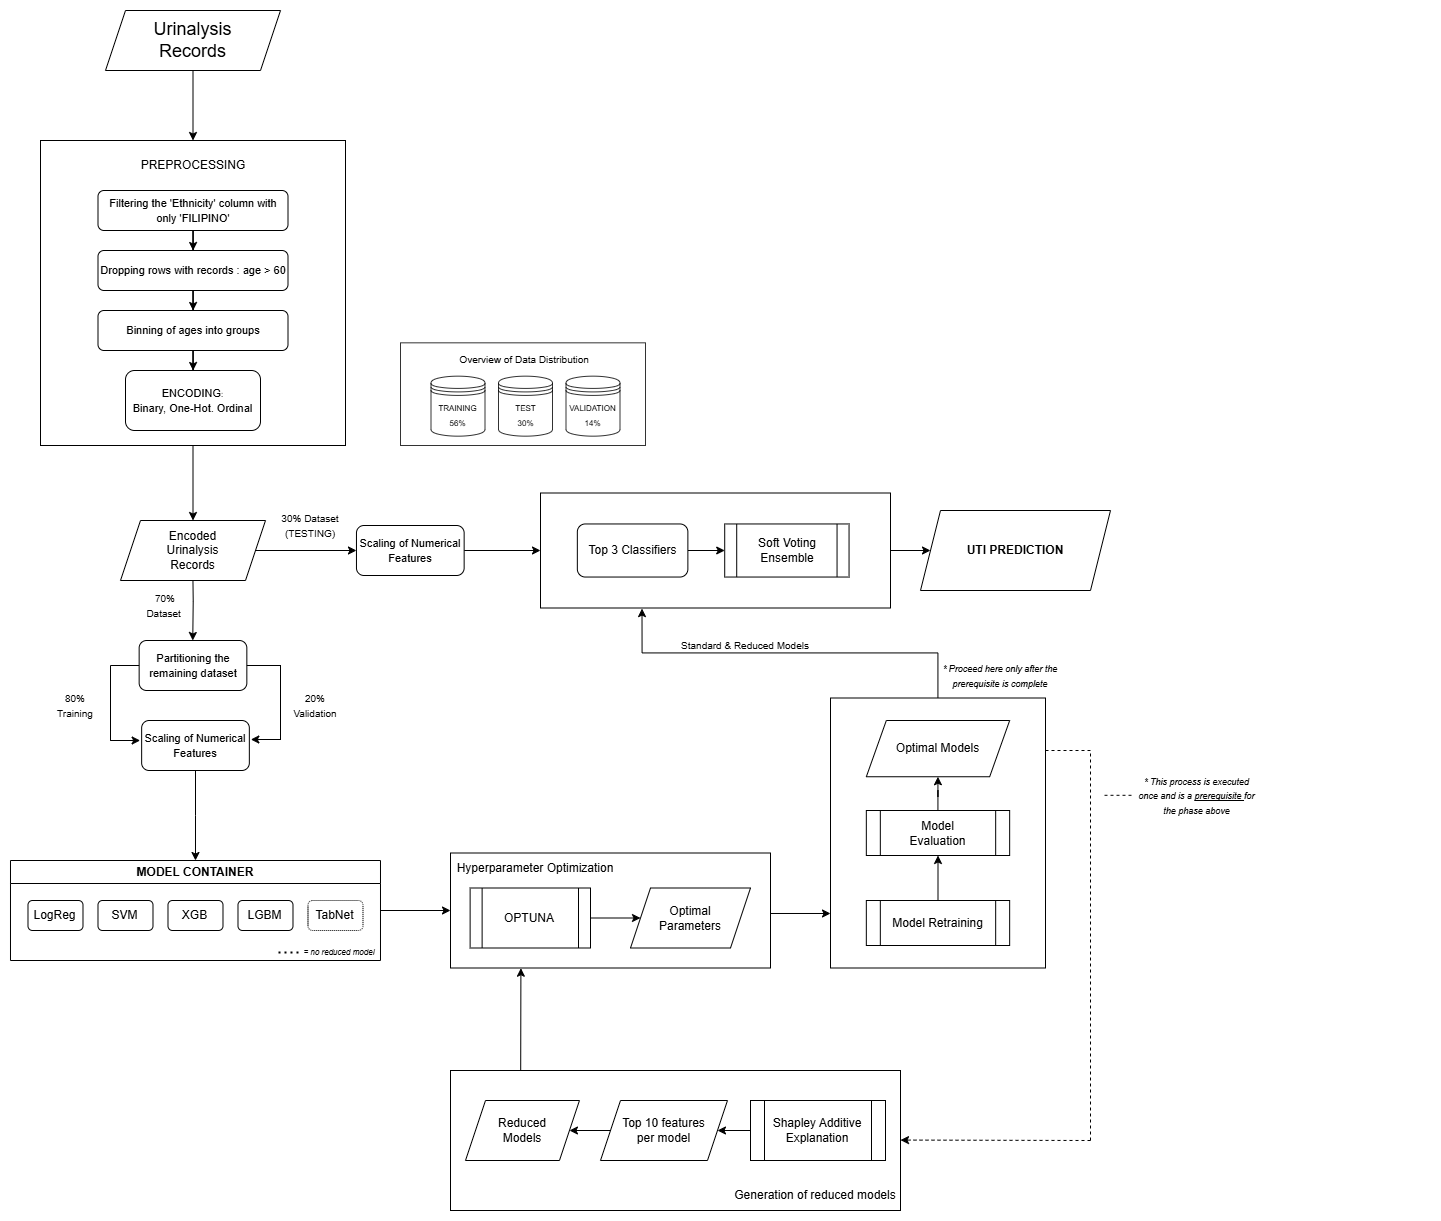 Urinalysis
Records
PREPROCESSING
Filtering the 'Ethnicity' column with
only 'FILIPINO'
Dropping rows with records : age > 60
Binning of ages into groups
ENCODING:
Binary, One-Hot. Ordinal
Overview of Data Distribution
TRAINING
56%
TEST
30%
VALIDATION
14%
Encoded
Urinalysis
Records
30% Dataset
(TESTING)
Scaling of Numerical
Features
Top 3 Classifiers
Soft Voting
Ensemble
UTI PREDICTION
70%
Dataset
Partitioning the
remaining dataset
80%
Training
20%
Validation
Scaling of Numerical
Features
Standard & Reduced Models
* Proceed here only after the
prerequisite is complete
Optimal Models
Model
Evaluation
Model Retraining
* This process is executed
once and is a prerequisite for
the phase above
MODEL CONTAINER
LogReg
SVM
XGB
LGBM
TabNet
= no reduced model
Hyperparameter Optimization
OPTUNA
Optimal
Parameters
Reduced
Models
Top 10 features
per model
Shapley Additive
Explanation
Generation of reduced models